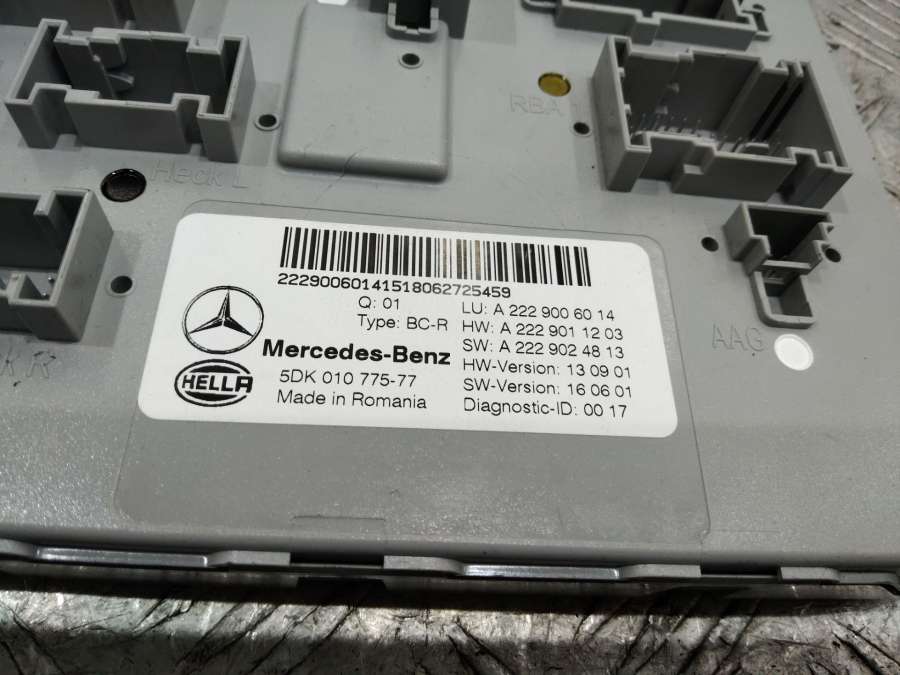 RBA 1
Heck L
22290060141518062725459
Q: 01
Type: BC-R
Mercedes-Benz
HELLA
5DK 010 775-77
Made in Romania
LU: A 222 900 60 14
HW: A 222 901 12 03
SW: A 222 902 48 13
HW-Version: 13 09 01
SW-Version: 16 06 01
Diagnostic-ID: 00 17
AAG
k R